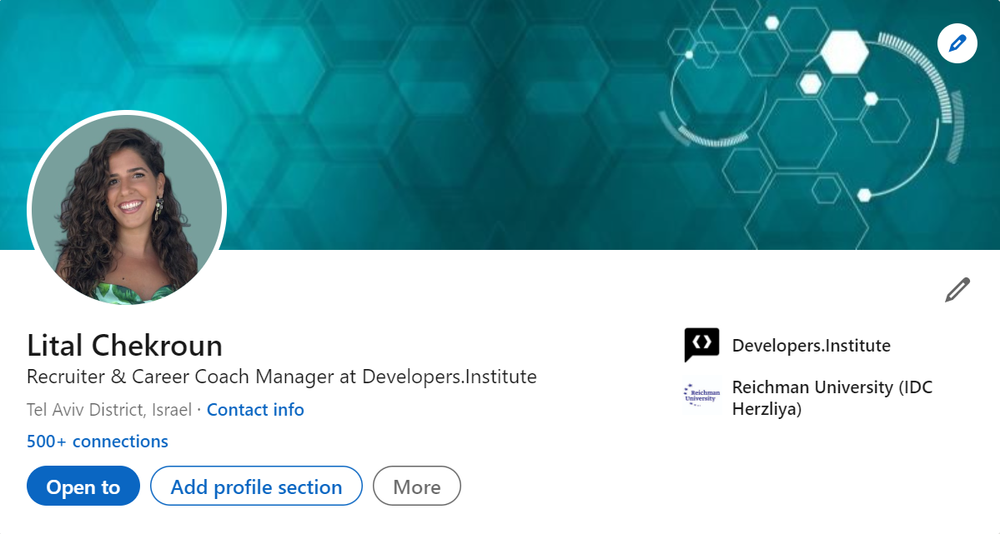 Lital Chekroun
Recruiter & Career Coach Manager at Developers.Institute
Tel Aviv District, Israel · Contact info
500+ connections
Open to
Add profile section
More
Developers.Institute
Reichman
University
Reichman University (IDC
Herzliya)